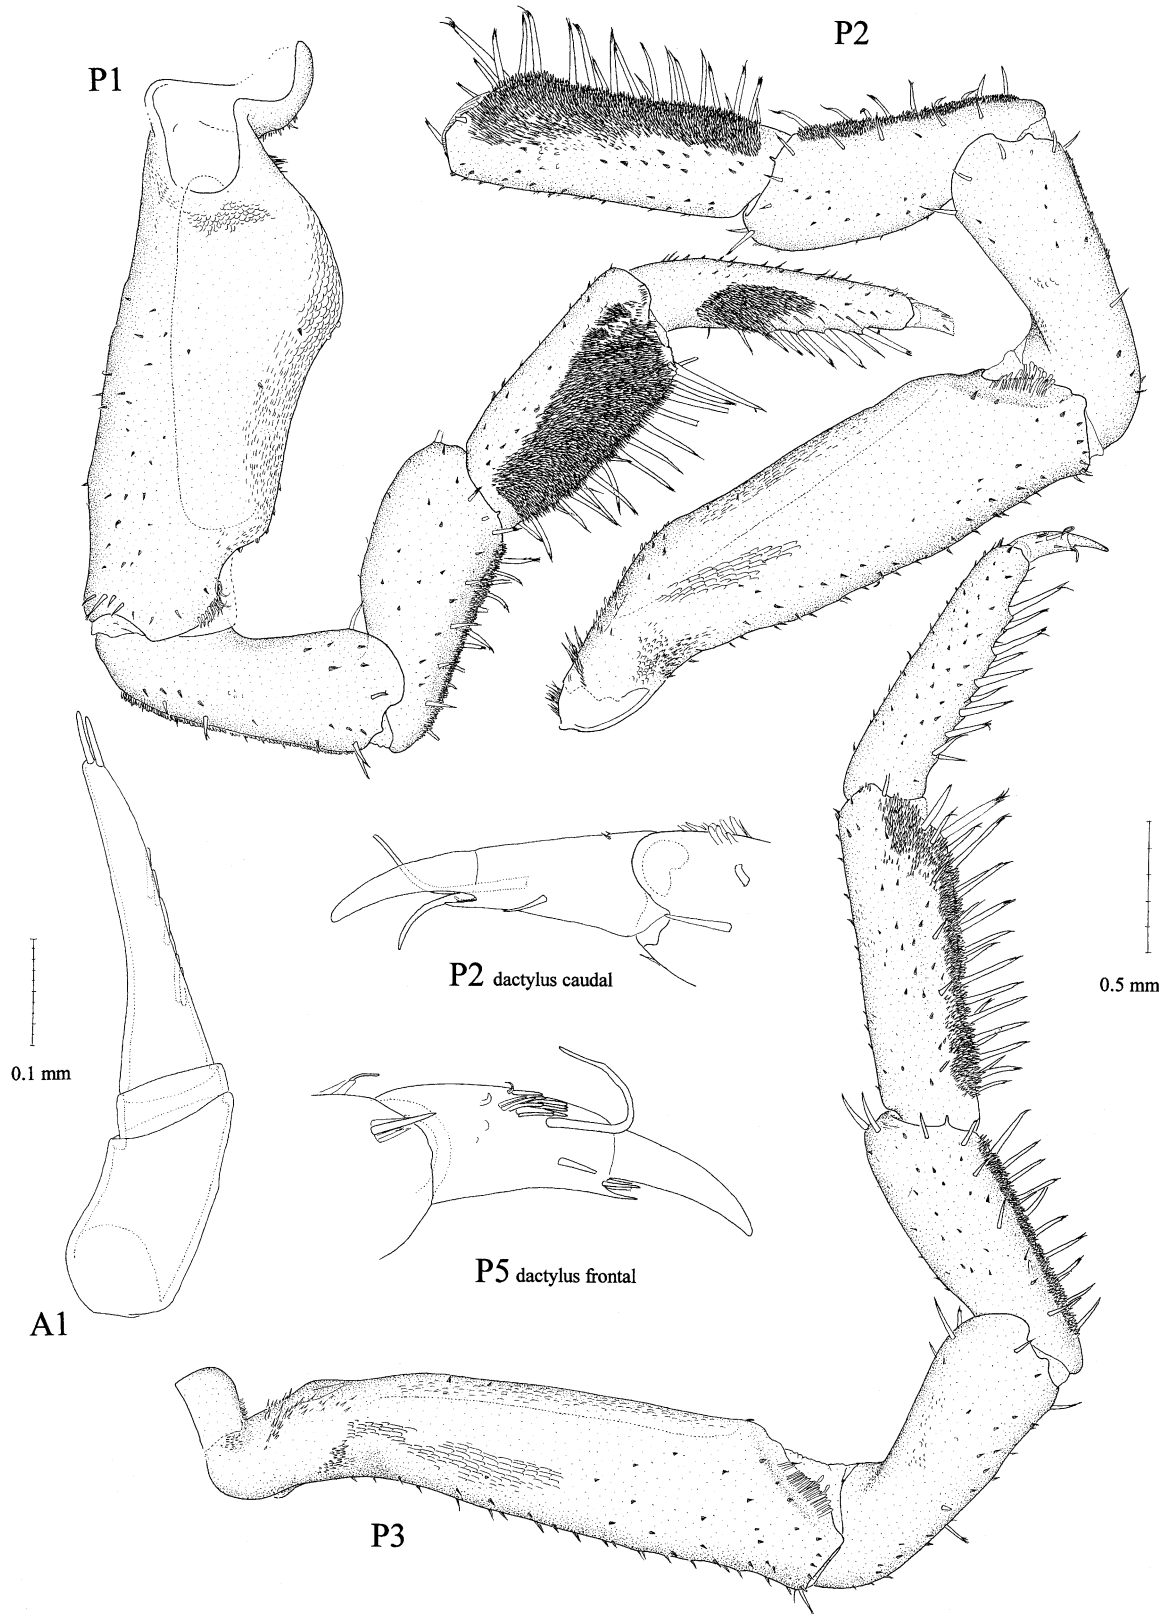 P2
P1
P2 dactylus caudal
0.5 mm
0.1 mm
P5 dactylus frontal
A1
P3